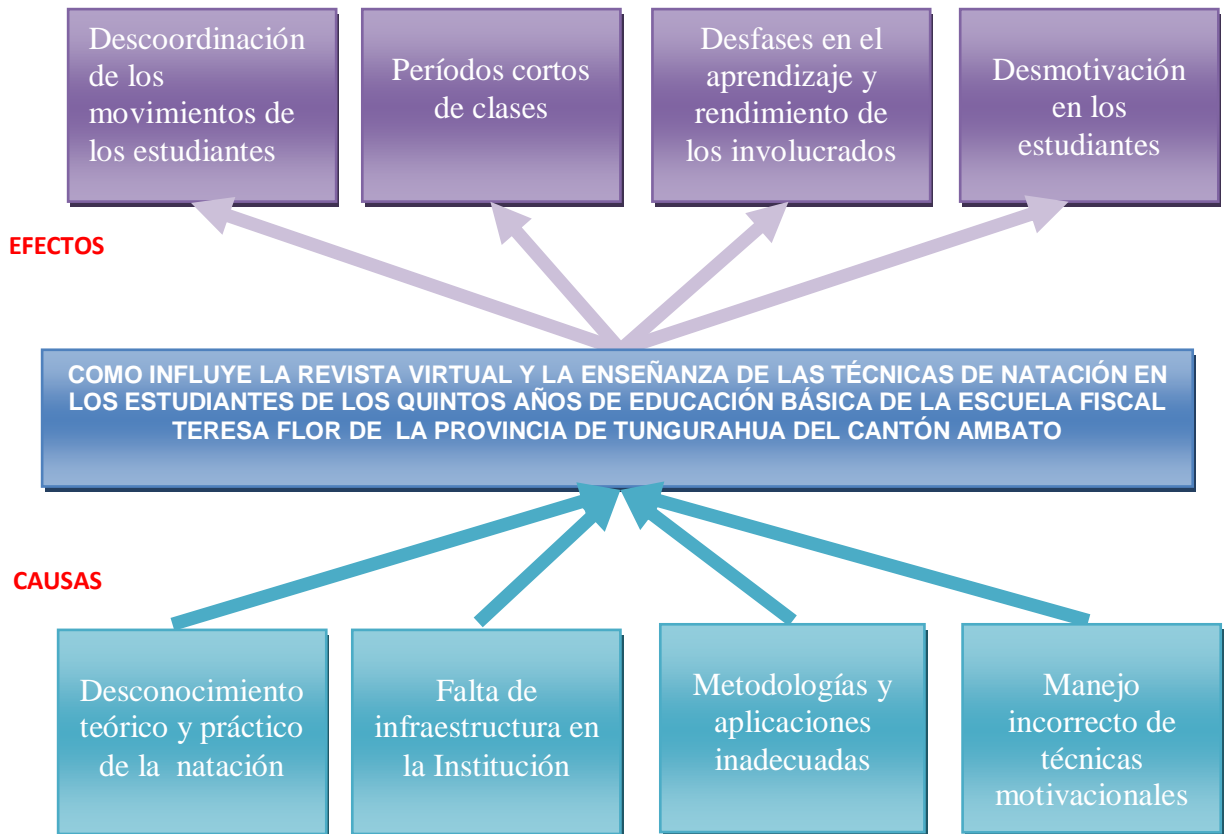 Descoordinación
de los
movimientos de
los estudiantes
Períodos cortos
de clases
Desfases en el
aprendizaje y
rendimiento de
los involucrados
Desmotivación
en los
estudiantes
EFECTOS
COMO INFLUYE LA REVISTA VIRTUAL Y LA ENSEÑANZA DE LAS TÉCNICAS DE NATACIÓN EN
LOS ESTUDIANTES DE LOS QUINTOS AÑOS DE EDUCACIÓN BÁSICA DE LA ESCUELA FISCAL
TERESA FLOR DE LA PROVINCIA DE TUNGURAHUA DEL CANTÓN AMBATO
CAUSAS
Desconocimiento
teórico y práctico
de la natación
Falta de
infraestructura en
la Institución
Metodologías y
aplicaciones
inadecuadas
Manejo
incorrecto de
técnicas
motivacionales